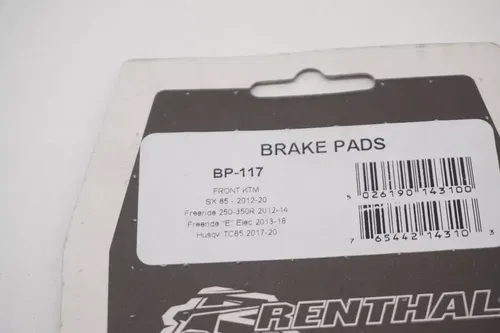 BRAKE PADS
BP-117
FRONT KTM
SX 85 - 2012-20
Freeride 250-350R 2012-14
Freeride "E" Elec 2013-18
Husqv TC85 2017-20
5 026190 143100
7 65442 14310 3
RENTHAL